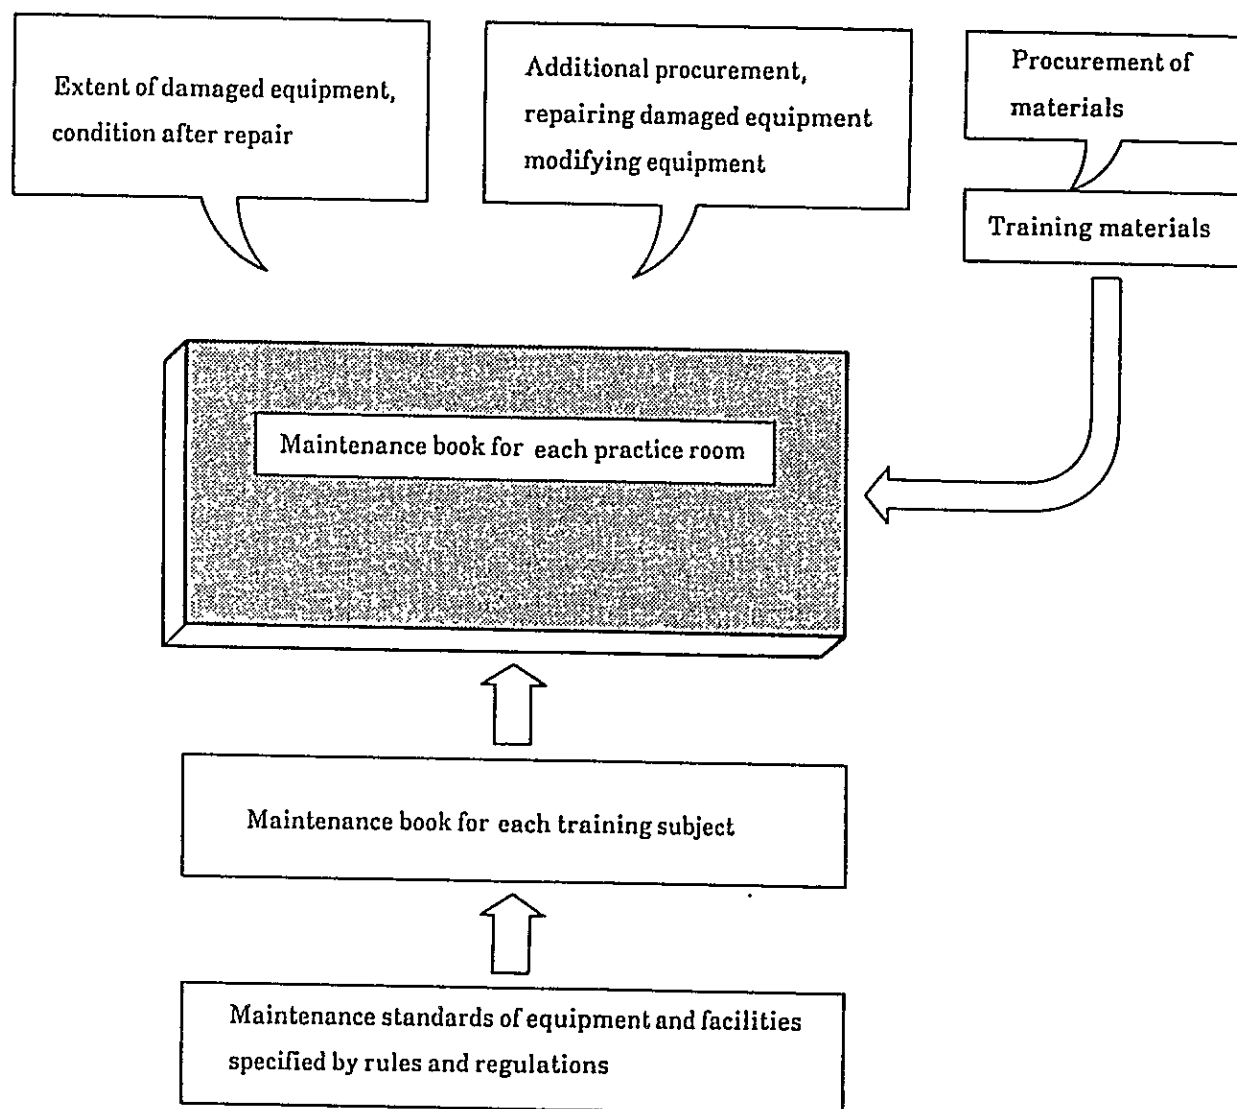 Extent of damaged equipment,
condition after repair
Additional procurement,
repairing damaged equipment
modifying equipment
Procurement of
materials
Training materials
Maintenance book for each practice room
Maintenance book for each training subject
Maintenance standards of equipment and facilities
specified by rules and regulations